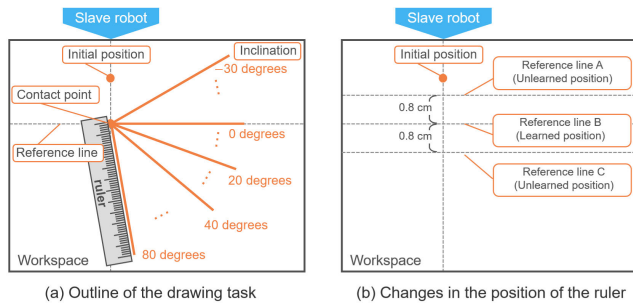 Slave robot
Initial position
Inclination
−30 degrees
Contact point
0 degrees
Reference line
ruler
20 degrees
40 degrees
80 degrees
Workspace
(a) Outline of the drawing task
Slave robot
Initial position
Reference line A
(Unlearned position)
0.8 cm
Reference line B
(Learned position)
0.8 cm
Reference line C
(Unlearned position)
Workspace
(b) Changes in the position of the ruler